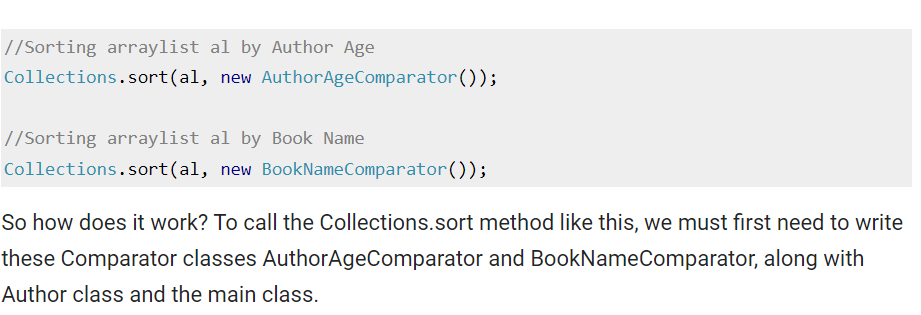 //Sorting arraylist al by Author Age
Collections.sort(al, new AuthorAgeComparator());
//Sorting arraylist al by Book Name
Collections.sort(al, new BookNameComparator());
So how does it work? To call the Collections.sort method like this, we must first need to write
these Comparator classes AuthorAgeComparator and BookNameComparator, along with
Author class and the main class.